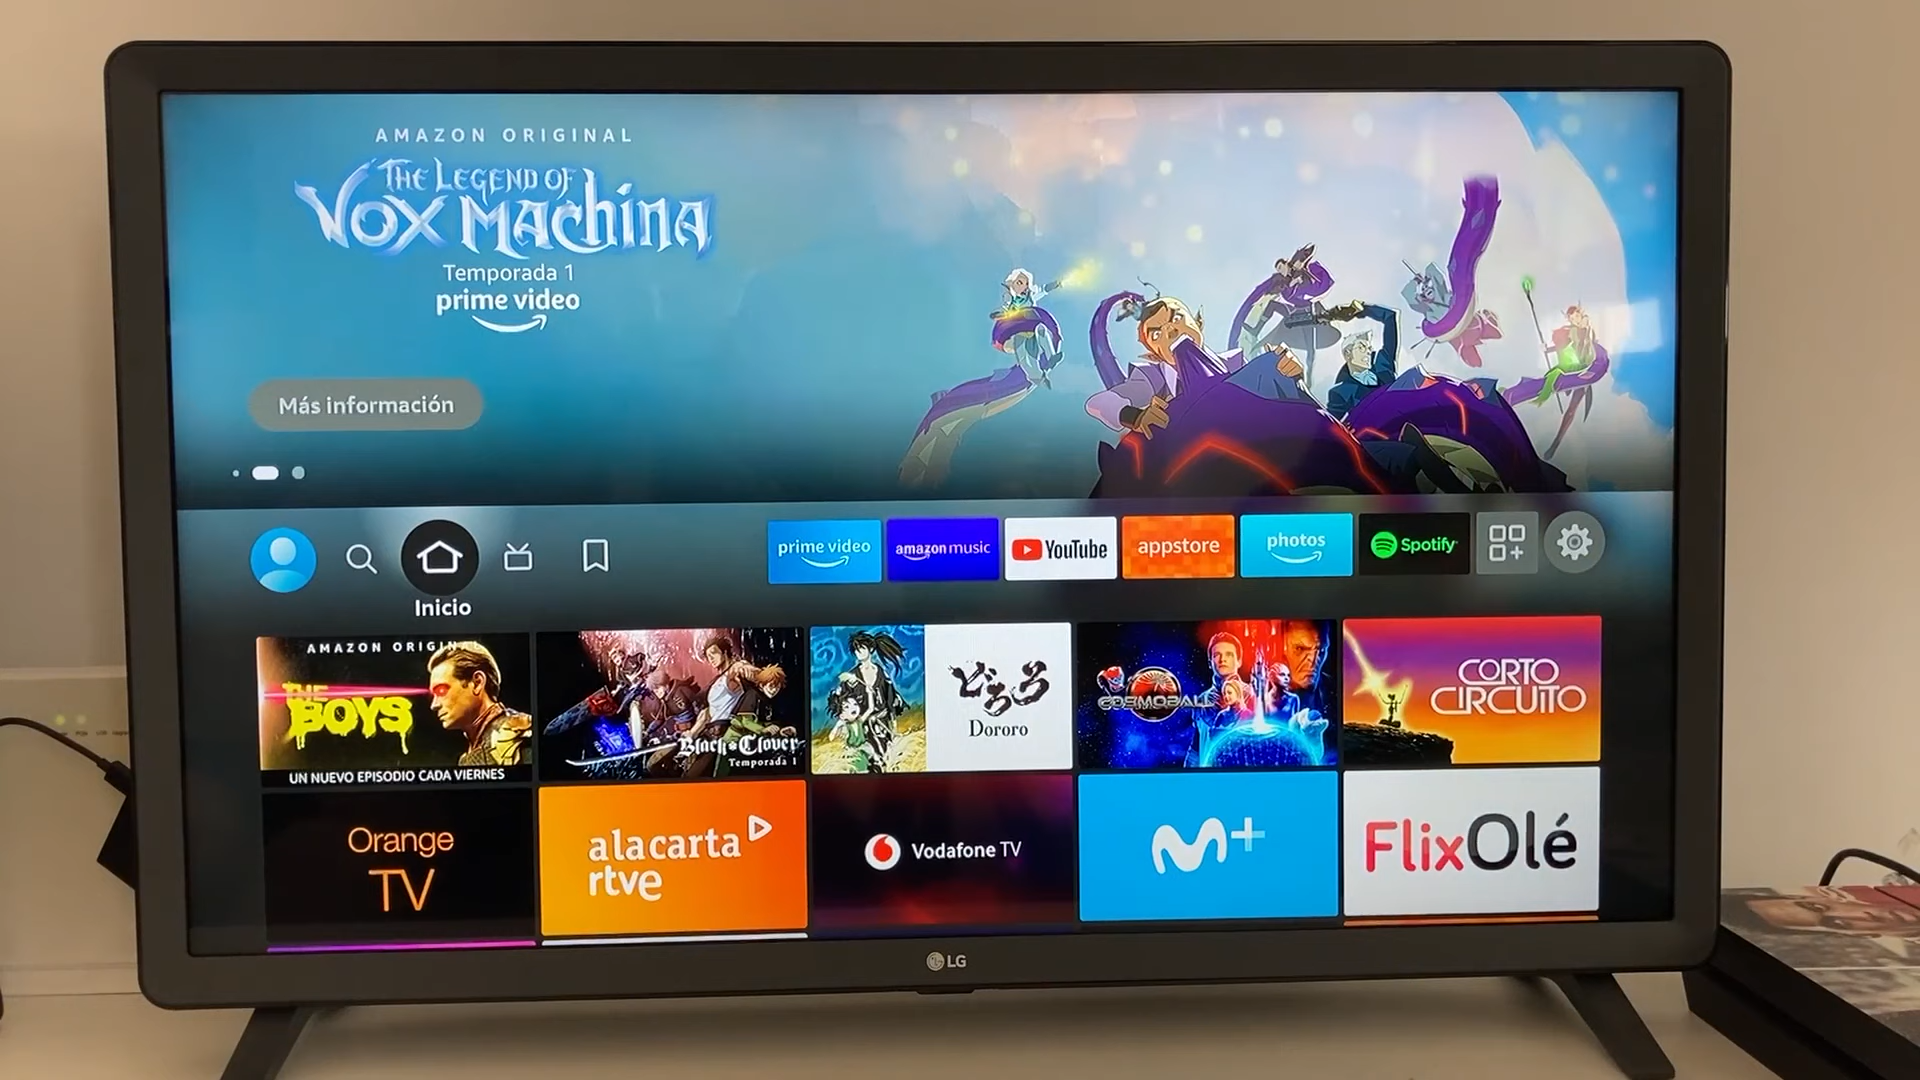 AMAZON ORIGINAL
THE LEGEND OF
VOX MACHINA
Temporada 1
prime video
Más información
prime video
amazon music
YouTube
appstore
photos
Spotify
Inicio
AMAZON ORIGINAL
THE
BOYS
UN NUEVO EPISODIO CADA VIERNES
Black Clover
Temporada 1
どろろ
Dororo
COSMOBALL
CORTO
CIRCUITO
Orange
TV
alacarta
rtve
Vodafone TV
M+
FlixOlé
LG